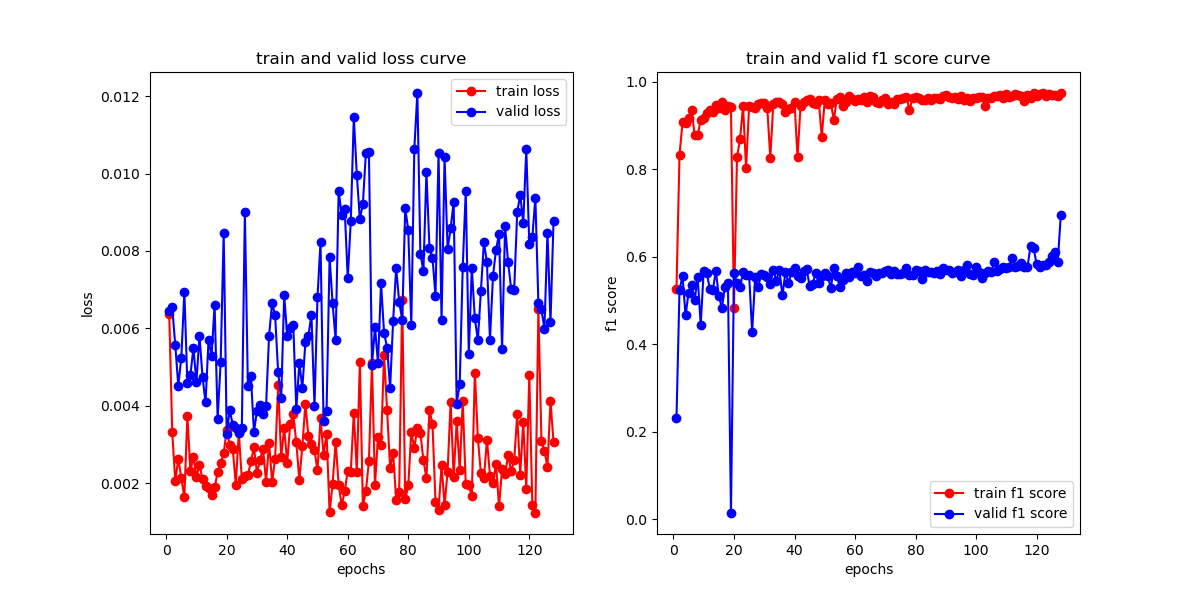 train and valid loss curve
0.012
0.010
0.008
0.006
0.004
0.002
loss
0 20 40 60 80 100 120
epochs
train loss
valid loss
train and valid f1 score curve
1.0
0.8
0.6
0.4
0.2
0.0
f1 score
0 20 40 60 80 100 120
epochs
train f1 score
valid f1 score